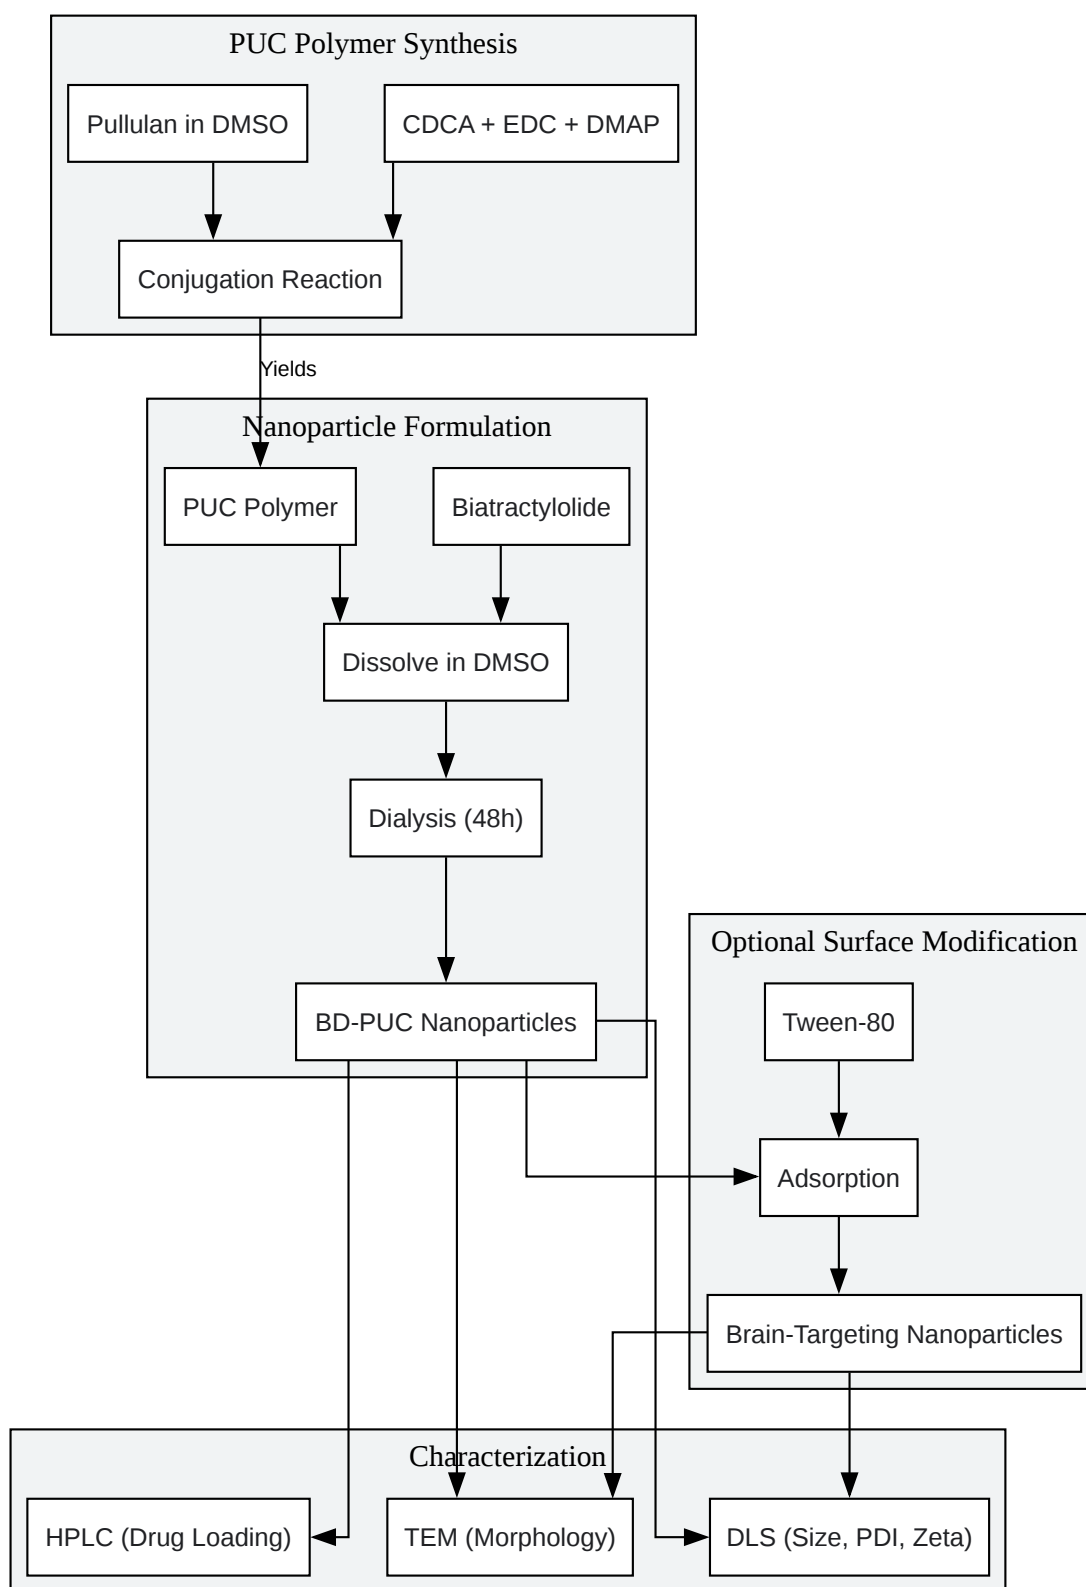 PUC Polymer Synthesis
Pullulan in DMSO
CDCA + EDC + DMAP
Conjugation Reaction
Yields
Nanoparticle Formulation
PUC Polymer
Biatractylolide
Dissolve in DMSO
Dialysis (48h)
Optional Surface Modification
BD-PUC Nanoparticles
Tween-80
Adsorption
Brain-Targeting Nanoparticles
Characterization
HPLC (Drug Loading)
TEM (Morphology)
DLS (Size, PDI, Zeta)